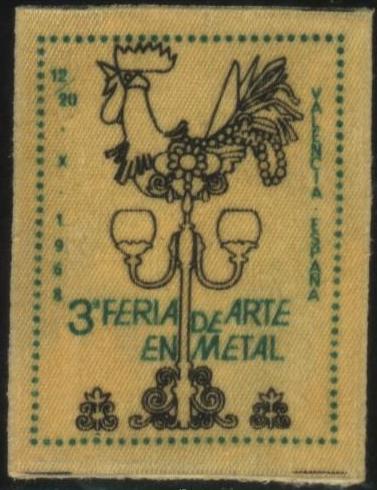 12/20 · X · 1968
VALENCIA ESPAÑA
3ª FERIA DE ARTE
EN METAL